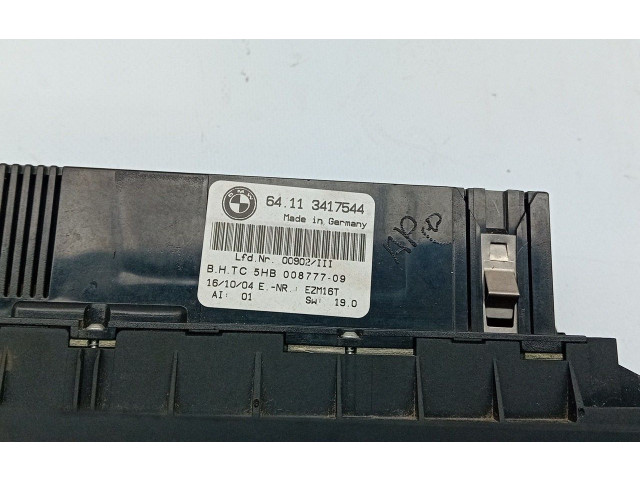 BMW
64.11 3417544
Made in Germany
Lfd.Nr. 00902/III
B.H.TC 5HB 008777-09
16/10/04 E.-NR.: EZM16T
AI: 01 SW: 19.0